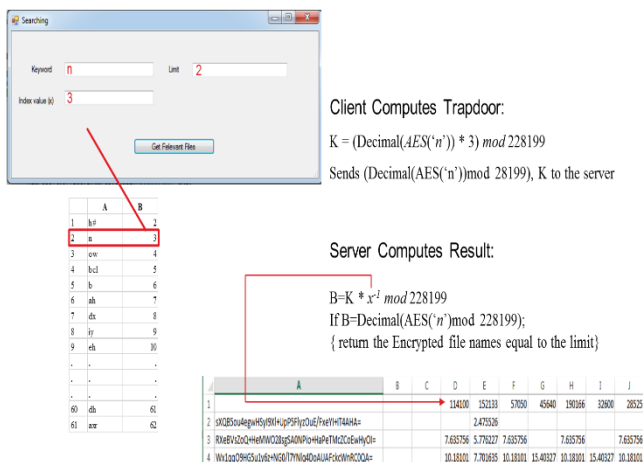 Searching
Keyword n Limit 2
Index value (x) 3
Get Relevant Files
Client Computes Trapdoor:
K = (Decimal(AES('n')) * 3) mod 228199
Sends (Decimal(AES('n'))mod 28199), K to the server
A B
1 h# 2
2 n 3
3 ow 4
4 bcl 5
5 b 6
6 ah 7
7 dx 8
8 iy 9
9 eh 10
. . .
. . .
. . .
60 dh 61
61 axr 62
Server Computes Result:
B=K * x-1 mod 228199
If B=Decimal(AES('n')mod 228199);
{ return the Encrypted file names equal to the limit}
A B C D E F G H I J
1 114100 152133 57050 45640 190166 32600 28525
2 2.475526
3 7.635756 5.776227 7.635756 7.635756 7.635756
4 10.18101 7.701635 10.18101 15.40327 10.18101 15.40327 10.18101